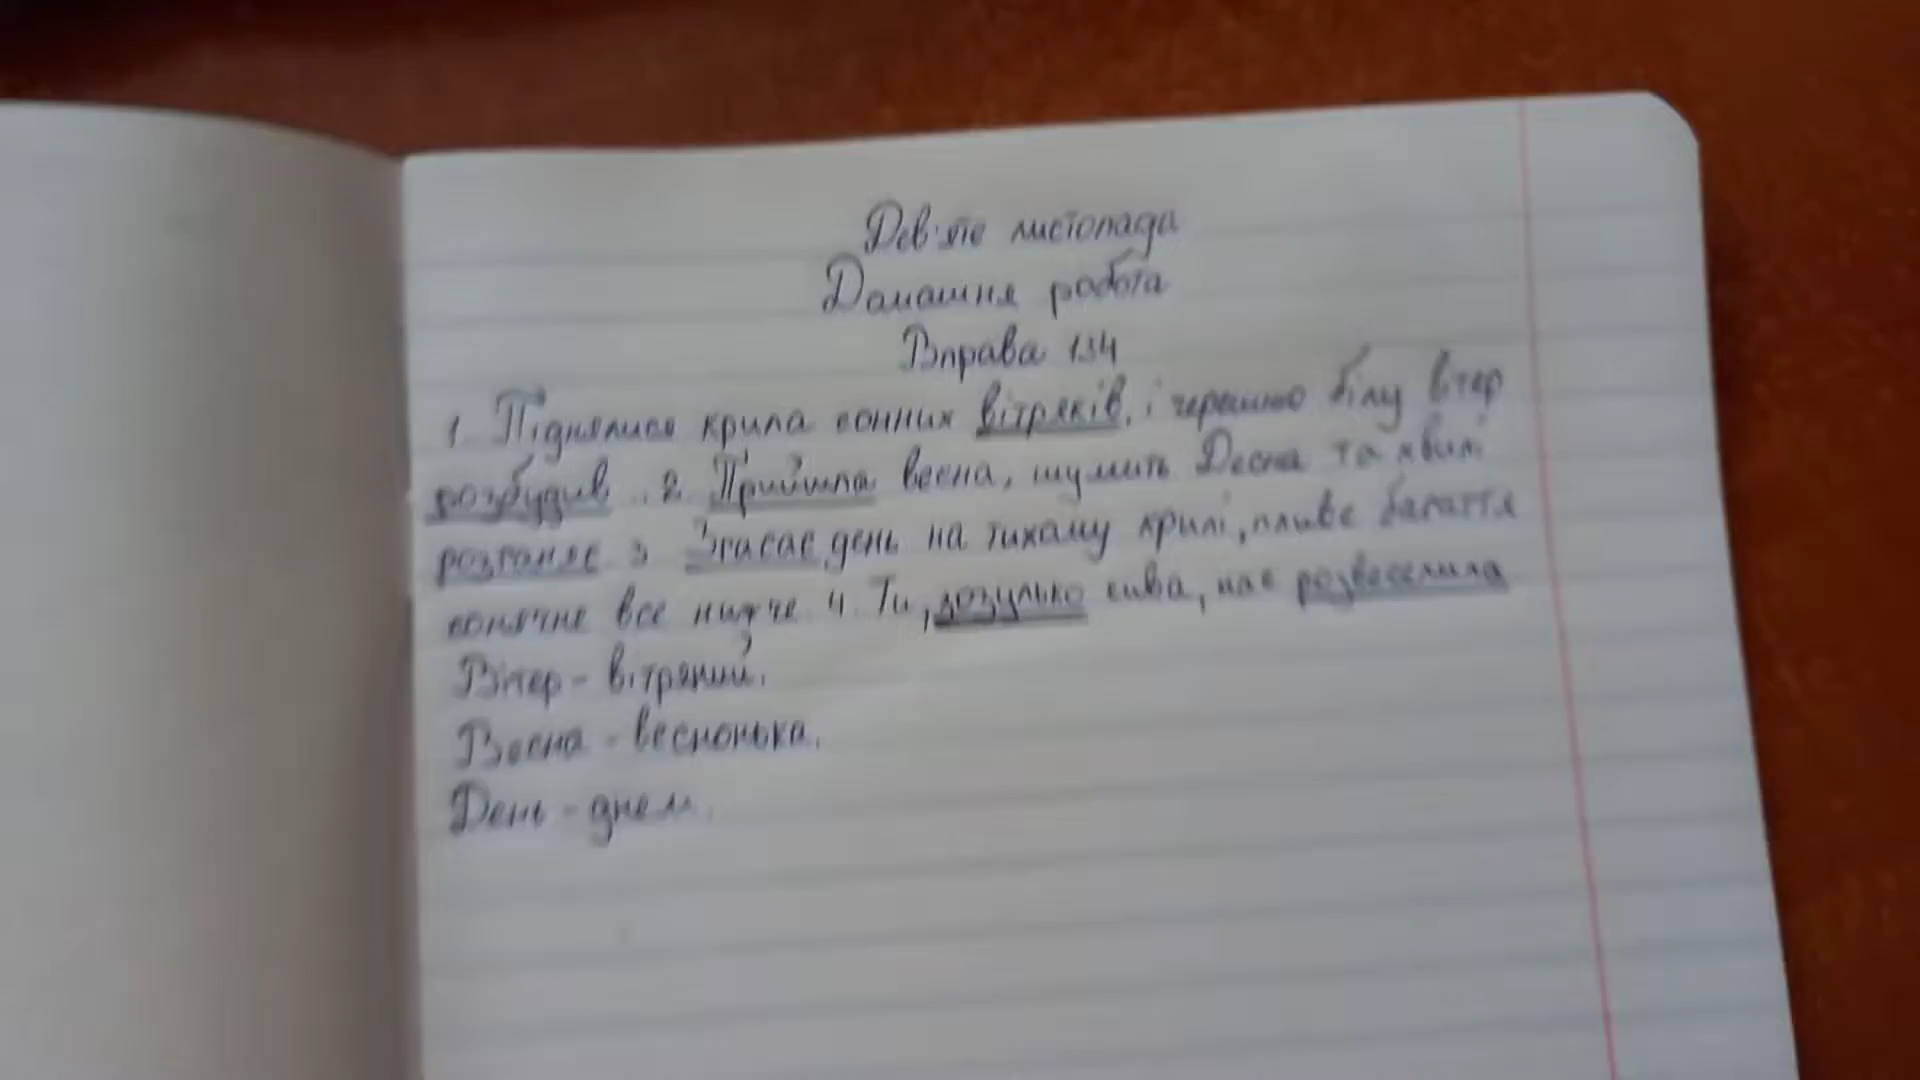 Дев'яте листопада
Домашня робота
Вправа 134
1. Піднялися крила сонних вітряків, і черешню білу вітер
розбудив. 2. Прийшла весна, шумить Десна та хвилі
розганяє 3. Згасає день на тихому крилі, пливе багаття
сонячне все нижче 4. Ти, зозулько сива, нас розвеселила
Вітер - вітряний.
Весна - веснонька.
День - днем.